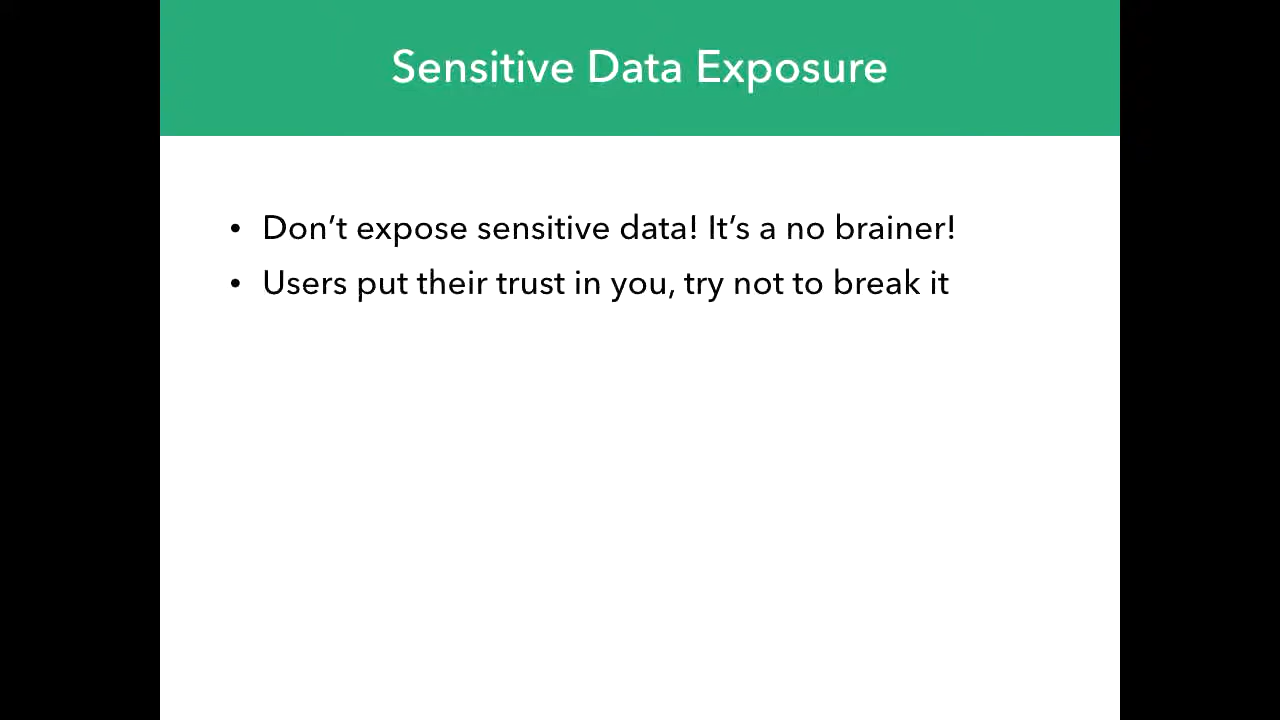 Sensitive Data Exposure
• Don’t expose sensitive data! It’s a no brainer!
• Users put their trust in you, try not to break it